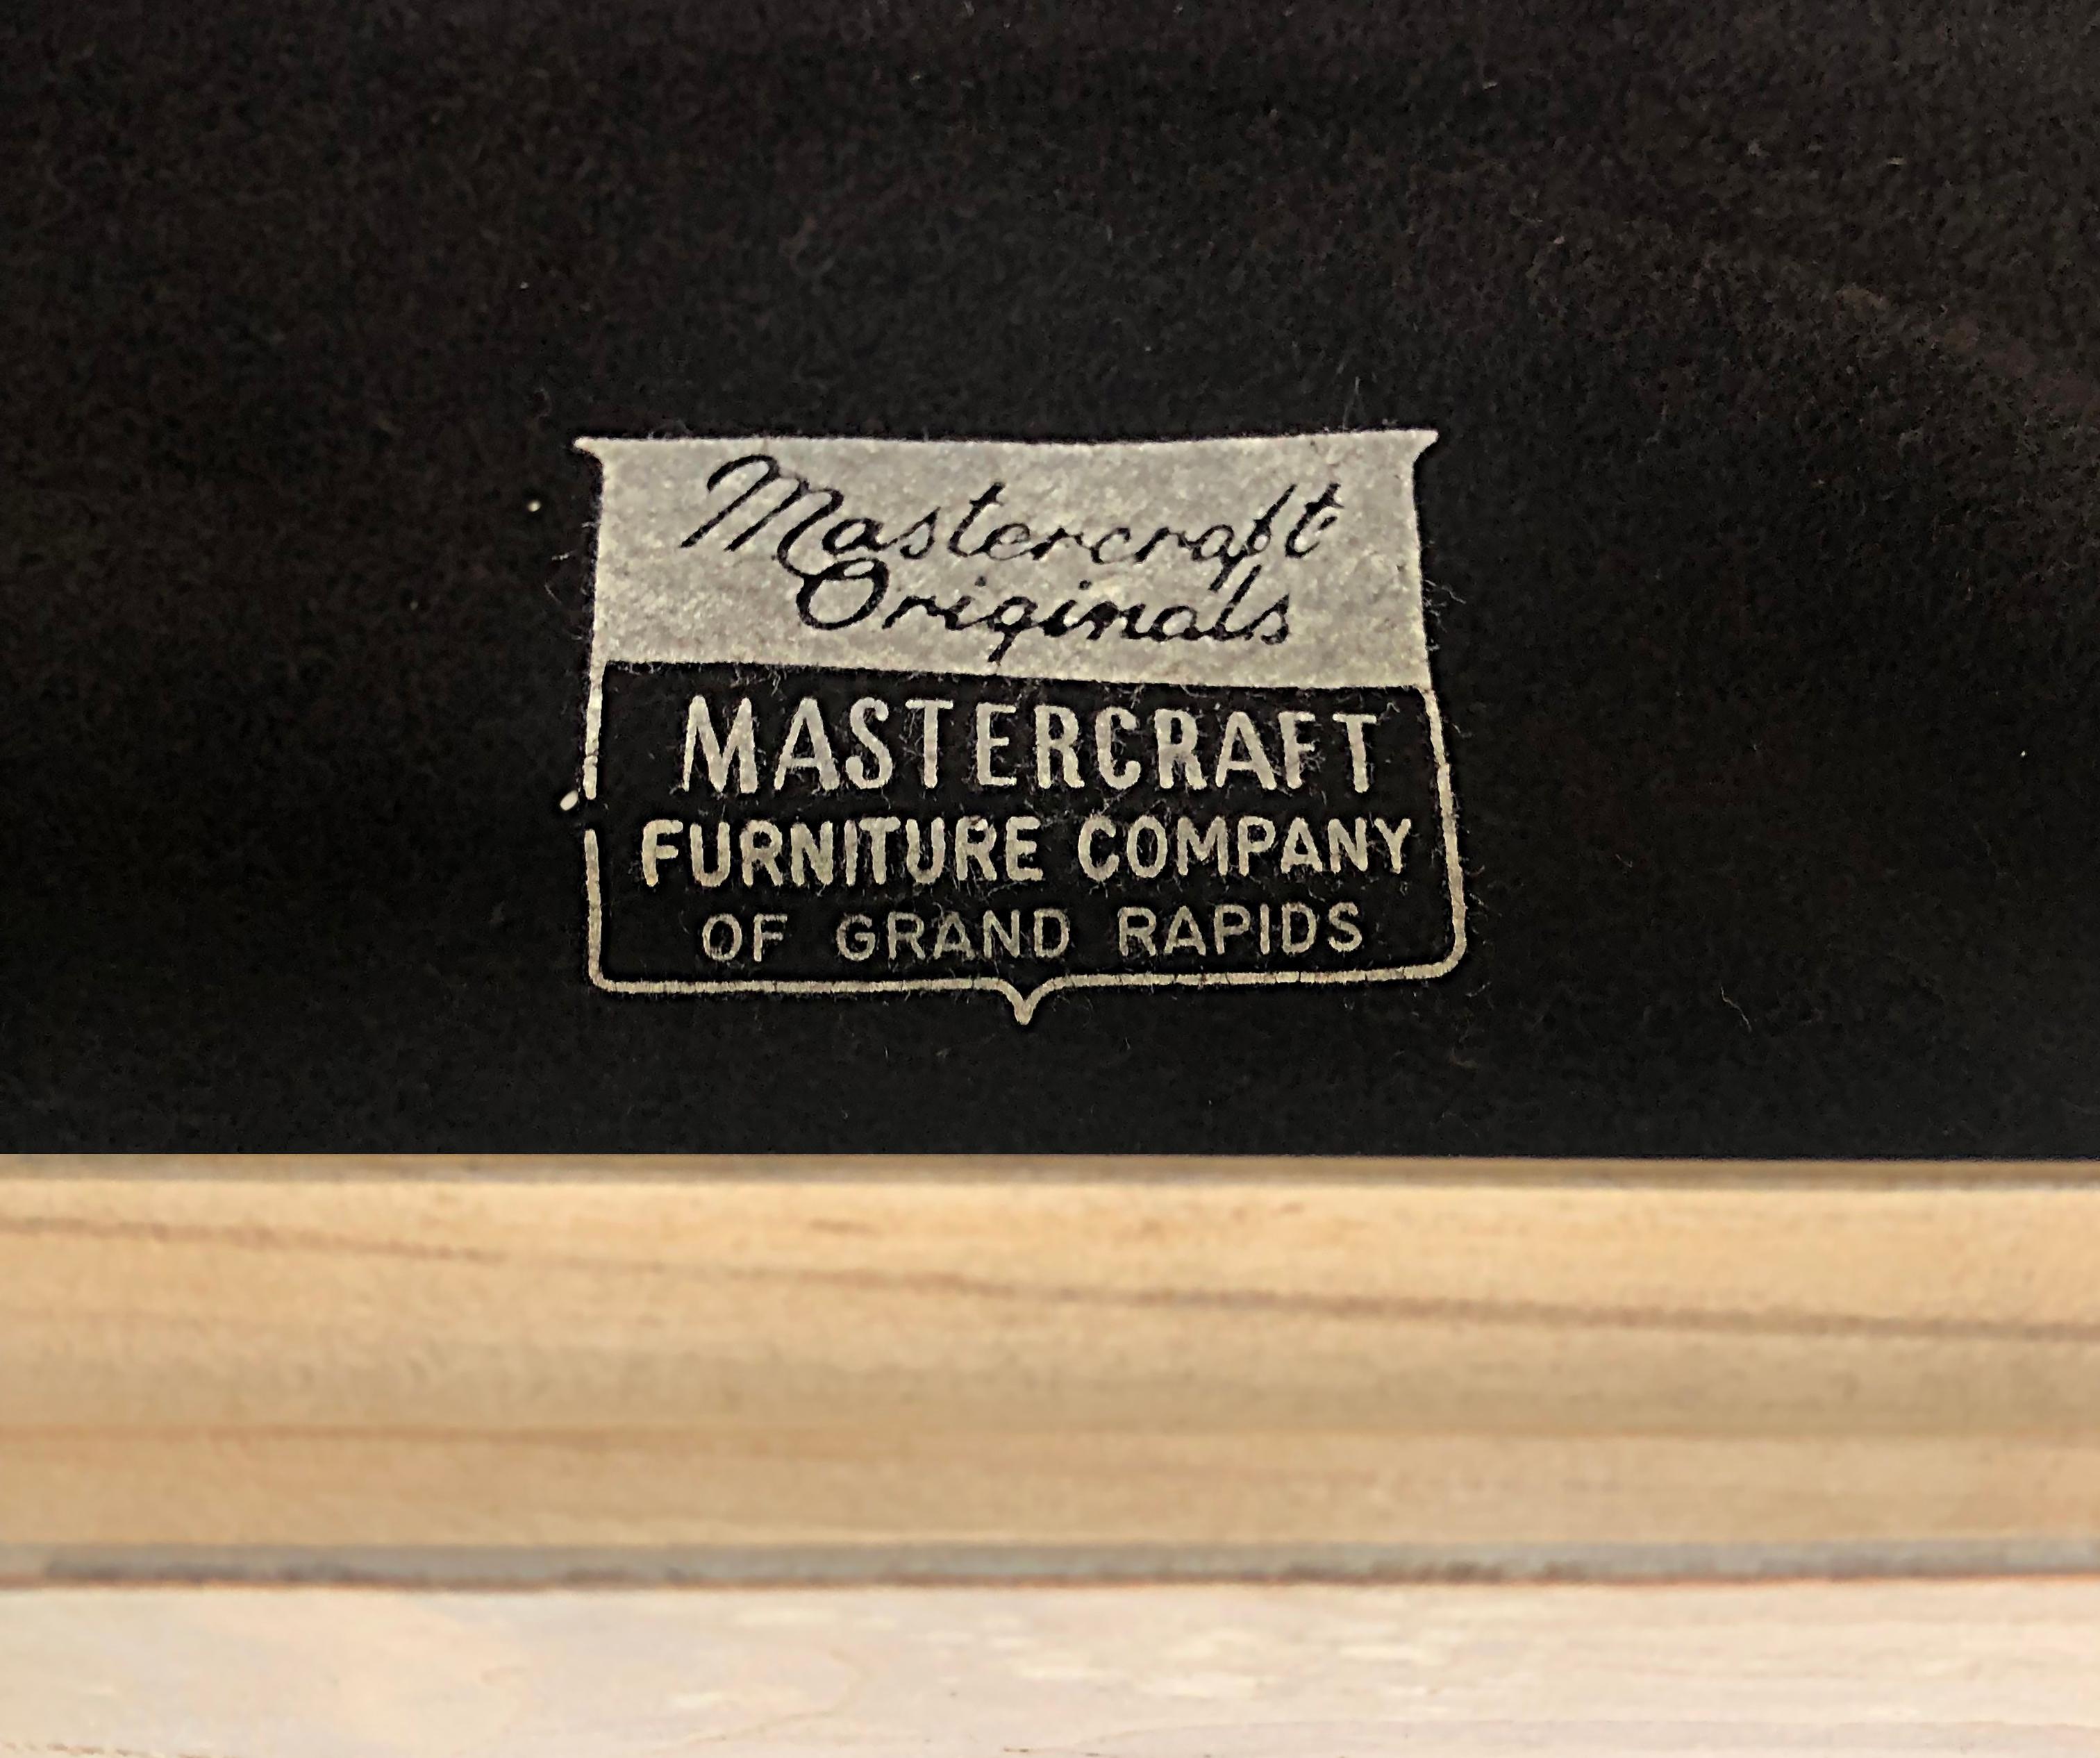 Mastercraft
Originals
MASTERCRAFT
FURNITURE COMPANY
OF GRAND RAPIDS